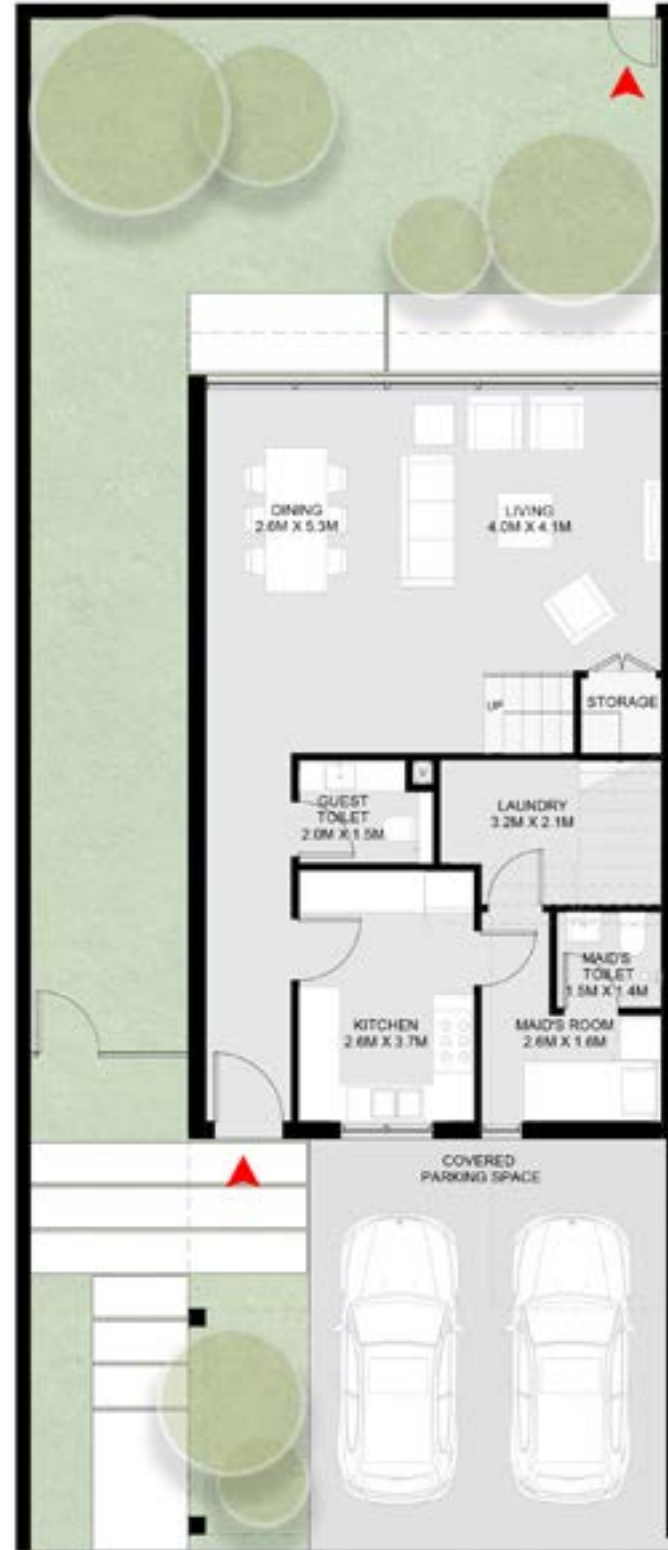 DINING
2.6M X 5.3M
LIVING
4.0M X 4.1M
UP
STORAGE
GUEST
TOILET
2.0M X 1.5M
LAUNDRY
3.2M X 2.1M
MAID'S
TOILET
1.5M X 1.4M
KITCHEN
2.6M X 3.7M
MAID'S ROOM
2.6M X 1.6M
COVERED
PARKING SPACE